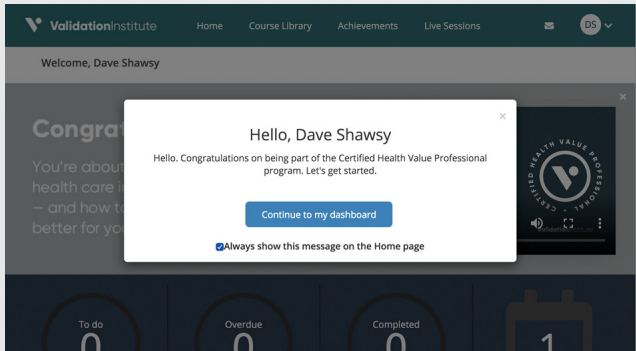 ValidationInstitute Home Course Library Achievements Live Sessions DS
Welcome, Dave Shawsy
×
Congrat
You're about
health care i
– and how to
better for you
×
Hello, Dave Shawsy
Hello. Congratulations on being part of the Certified Health Value Professional
program. Let's get started.
Continue to my dashboard
Always show this message on the Home page
CERTIFIED HEALTH VALUE PROFESSIONAL
To do
0
Overdue
0
Completed
0
1